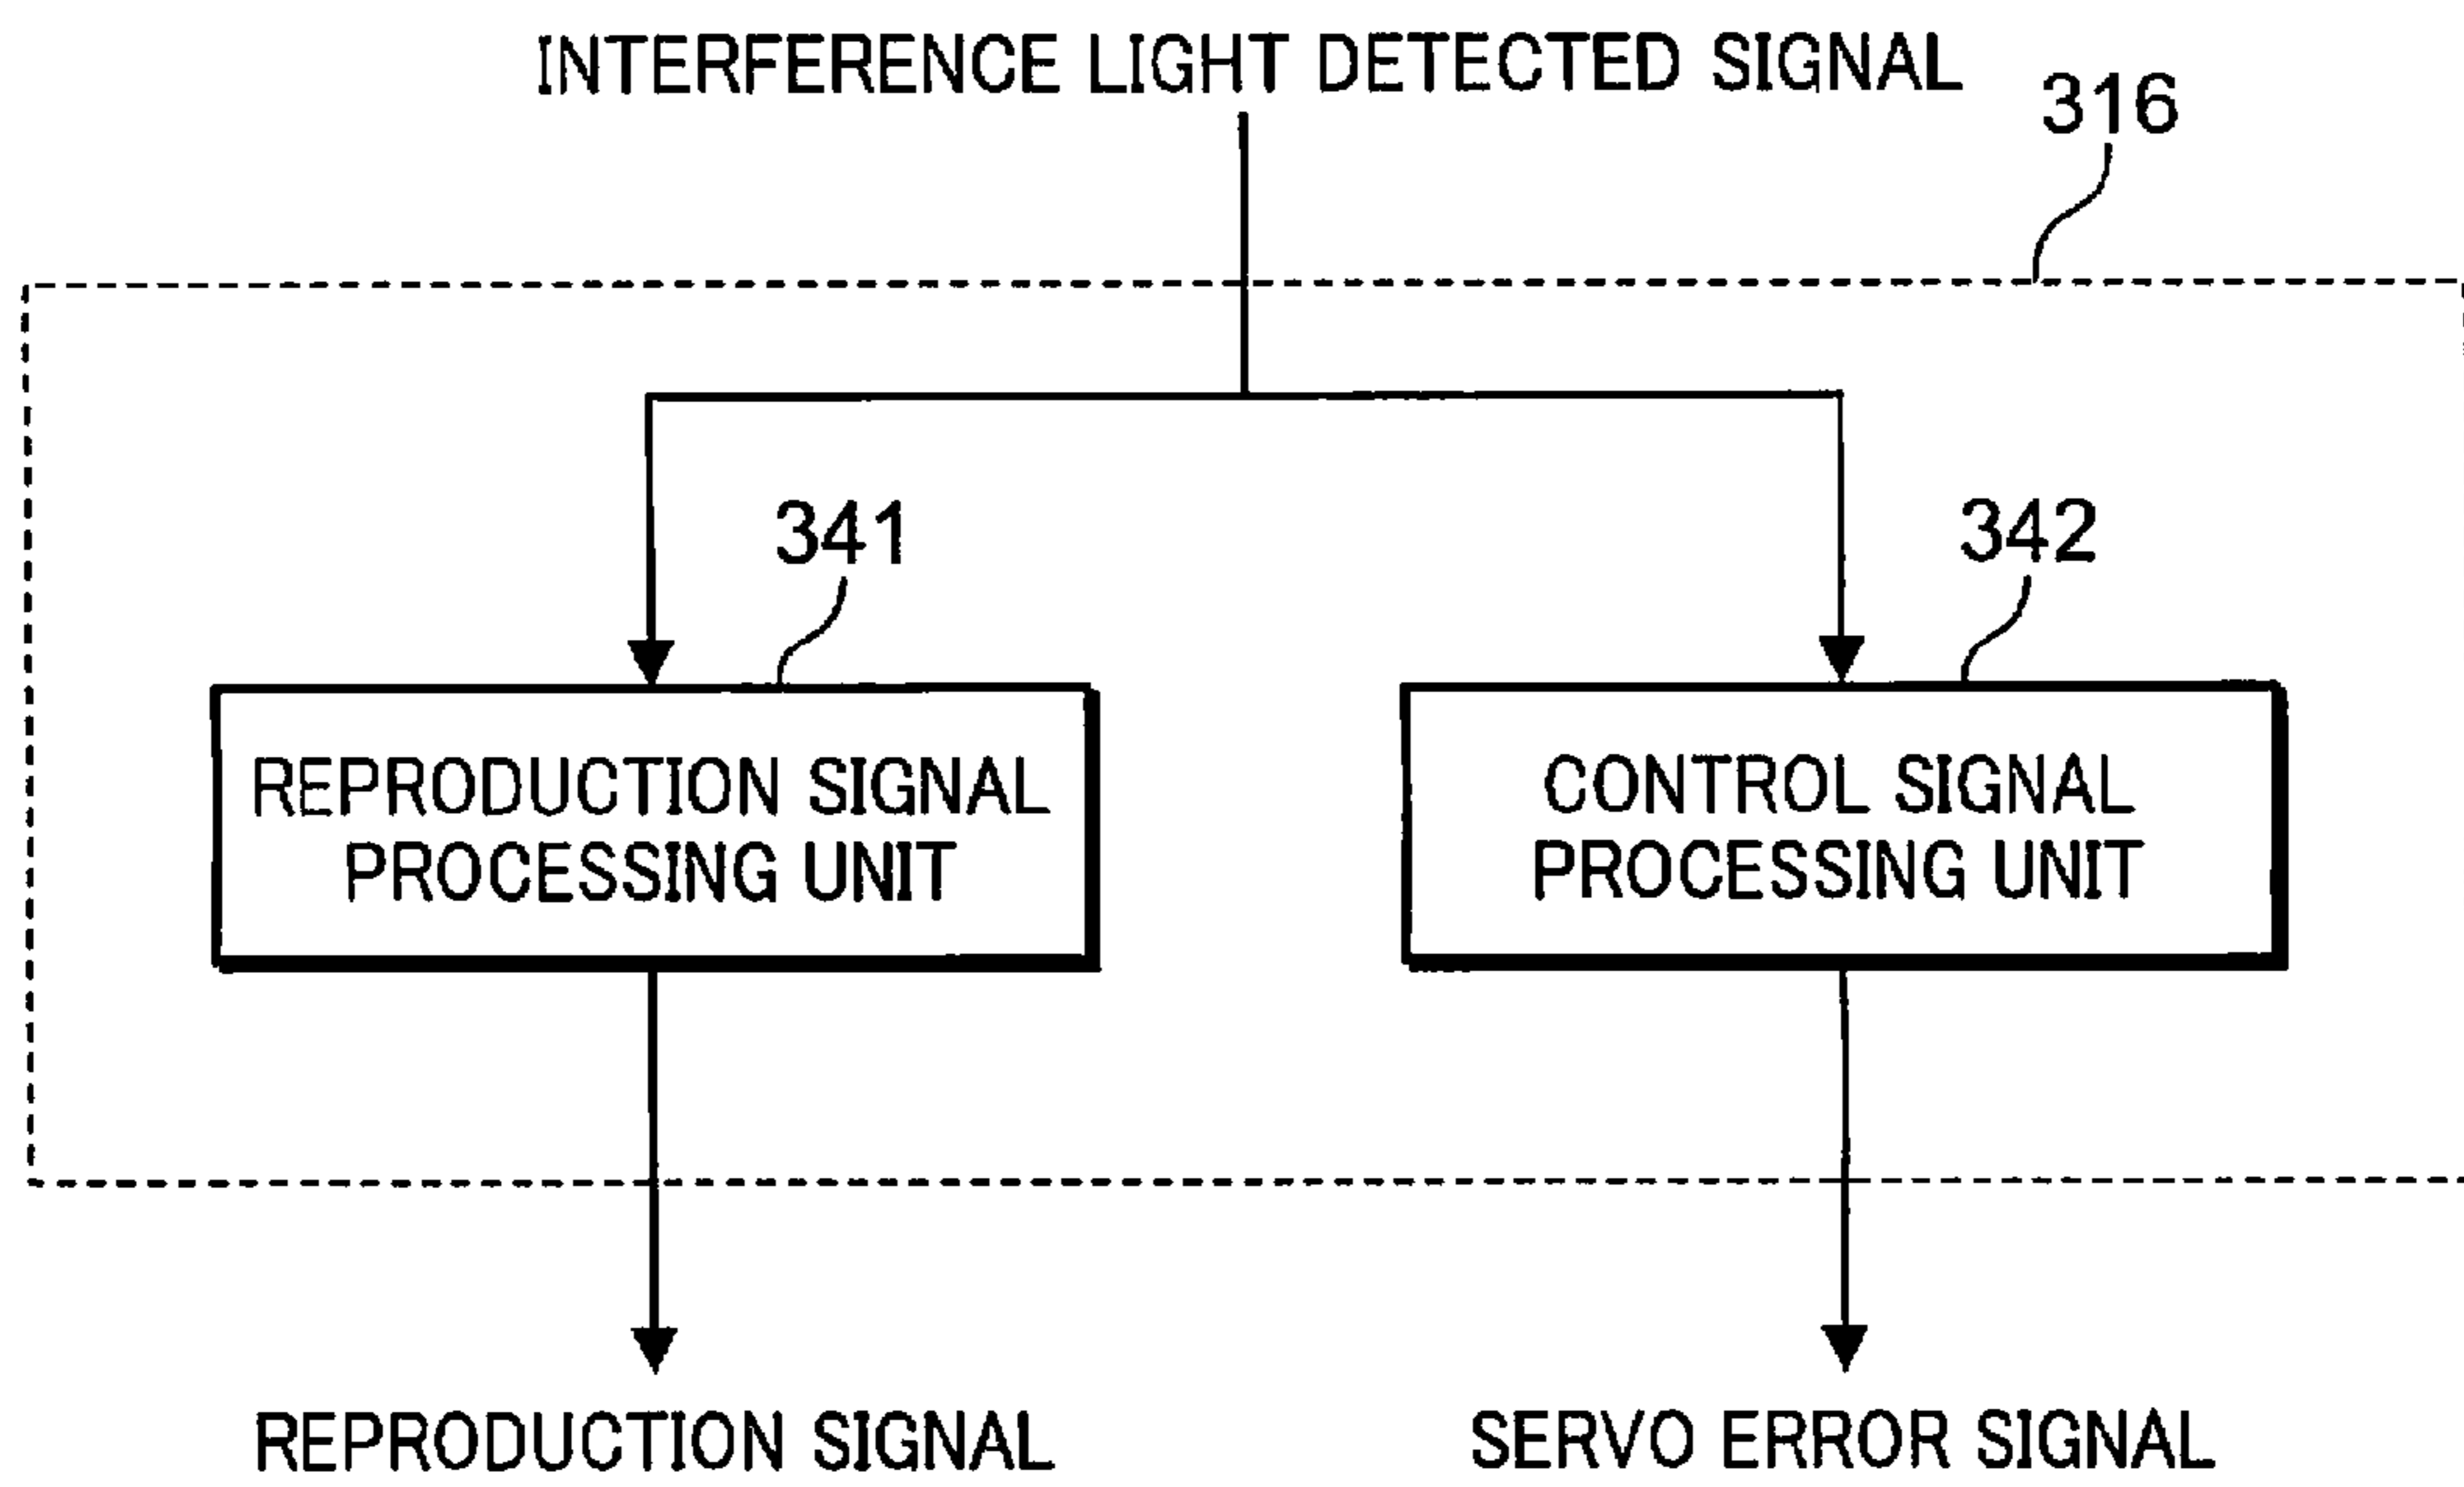 INTERFERENCE LIGHT DETECTED SIGNAL
316
341
342
REPRODUCTION SIGNAL
PROCESSING UNIT
CONTROL SIGNAL
PROCESSING UNIT
REPRODUCTION SIGNAL
SERVO ERROR SIGNAL